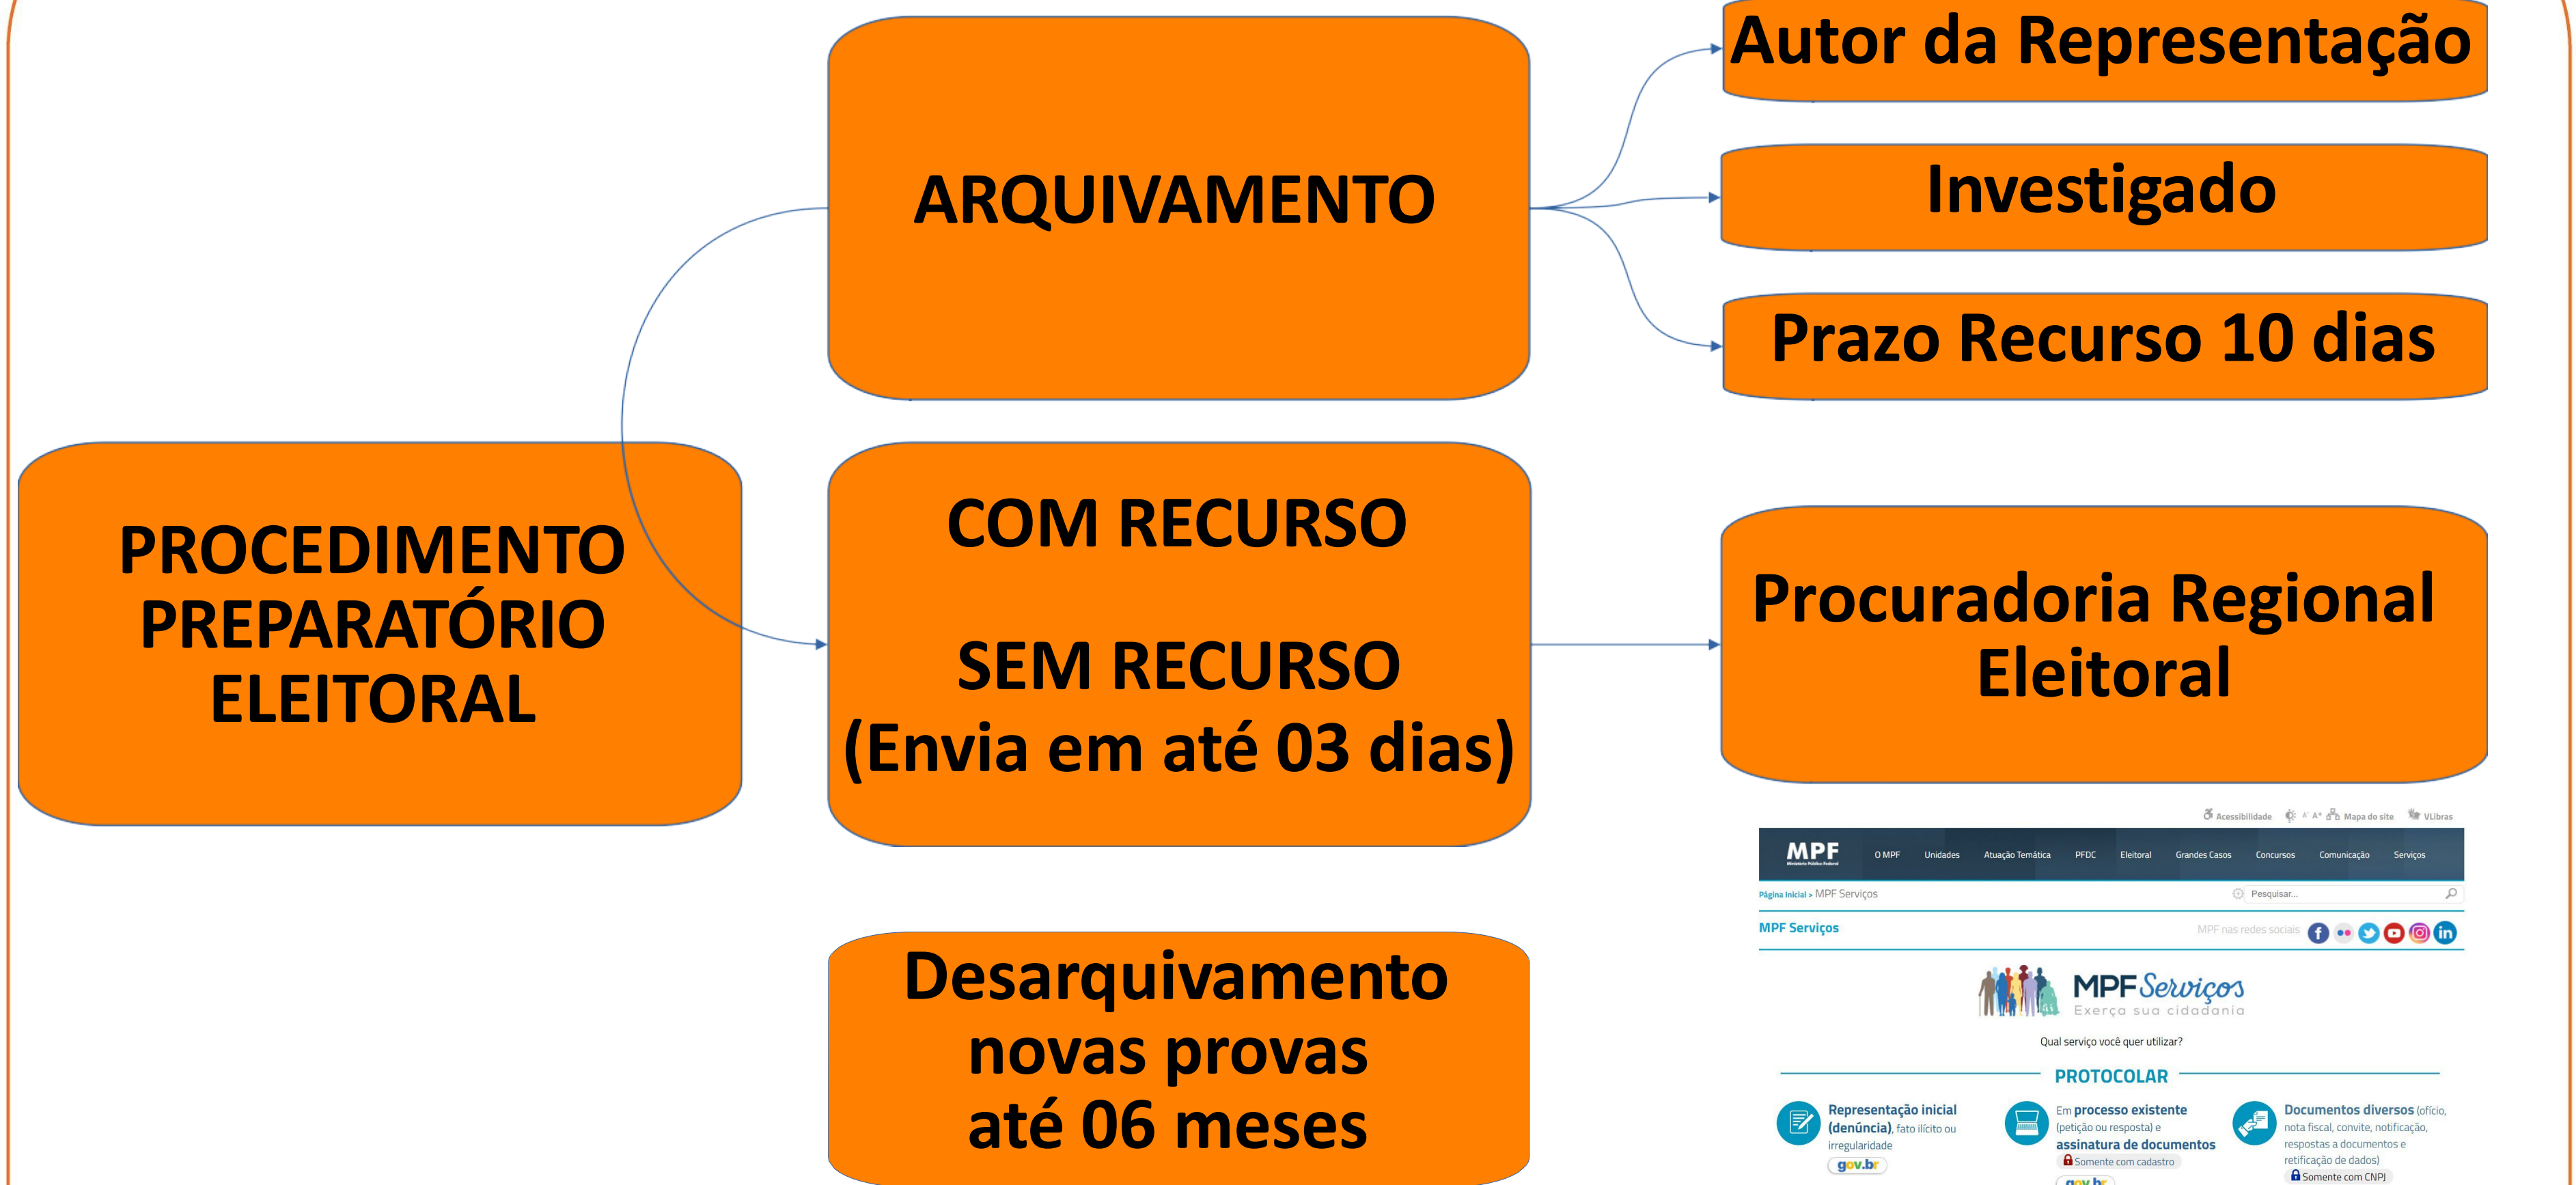 Autor da Representação
ARQUIVAMENTO
Investigado
Prazo Recurso 10 dias
PROCEDIMENTO
PREPARATÓRIO
ELEITORAL
COM RECURSO
SEM RECURSO
(Envia em até 03 dias)
Procuradoria Regional
Eleitoral
Desarquivamento
novas provas
até 06 meses
Acessibilidade A- A+ Mapa do site VLibras
MPF
Ministério Público Federal
O MPF Unidades Atuação Temática PFDC Eleitoral Grandes Casos Concursos Comunicação Serviços
Página Inicial > MPF Serviços
Pesquisar...
MPF Serviços
MPF nas redes sociais
MPF Serviços
Exerça sua cidadania
Qual serviço você quer utilizar?
PROTOCOLAR
Representação inicial
(denúncia), fato ilícito ou
irregularidade
gov.br
Em processo existente
(petição ou resposta) e
assinatura de documentos
Somente com cadastro
gov.br
Documentos diversos (ofício,
nota fiscal, convite, notificação,
respostas a documentos e
retificação de dados)
Somente com CNPJ